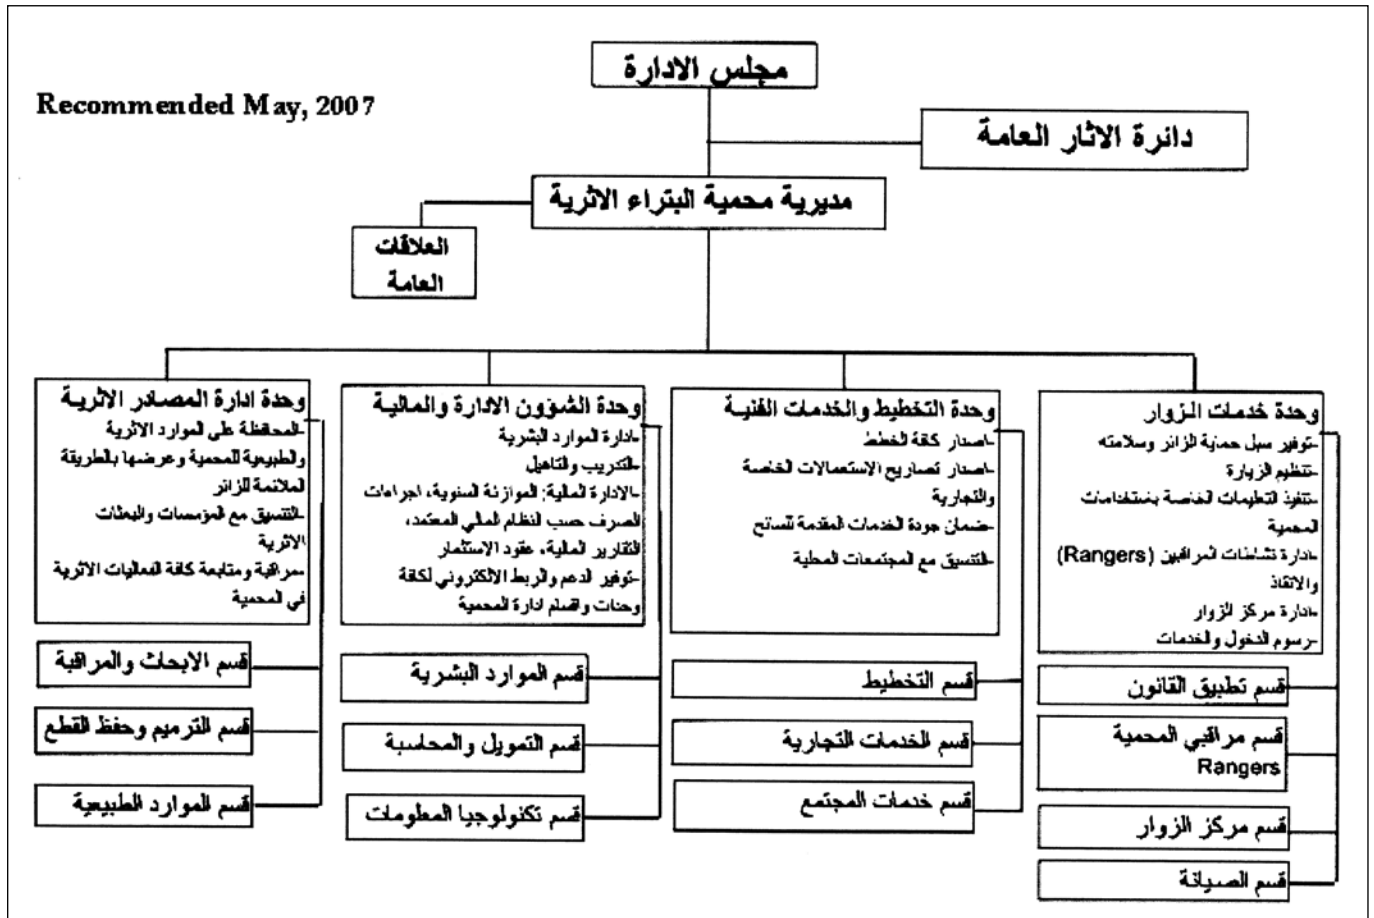 مجلس الادارة
Recommended May, 2007
دائرة الاثار العامة
مديرية محمية البتراء الاثرية
العلاقات
العامة
وحدة خدمات الزوار
-توفير سبل حماية الزائر وسلامته
-تنظيم الزيارة
-تنفيذ التعليمات الخاصة بإستخدامات
المحمية
-ادارة نشاطات المراقبين (Rangers)
والانقاذ
-ادارة مركز الزوار
-رسوم الدخول والخدمات
قسم تطبيق القانون
قسم مراقبي المحمية
Rangers
قسم مركز الزوار
قسم الصيانة
وحدة التخطيط والخدمات الفنية
-اصدار كافة الخطط
-اصدار تصاريح الإستعمالات الخاصة
والتجارية
-ضمان جودة الخدمات المقدمة للسائح
-التنسيق مع المجتمعات المحلية
قسم التخطيط
قسم الخدمات التجارية
قسم خدمات المجتمع
وحدة الشؤون الادارة والمالية
-ادارة الموارد البشرية
-التدريب والتاهيل
-الادارة المالية: الموازنة السنوية، اجراءات
الصرف حسب النظام المالي المعتمد،
التقارير المالية، عقود الإستثمار
-توفير الدعم والربط الالكتروني لكافة
وحدات واقسام ادارة المحمية
قسم الموارد البشرية
قسم التمويل والمحاسبة
قسم تكنولوجيا المعلومات
وحدة ادارة المصادر الاثرية
-المحافظة على الموارد الاثرية
والطبيعية للمحمية وعرضها بالطريقة
الملائمة للزائر
-التنسيق مع المؤسسات والبعثات
الاثرية
-مراقبة ومتابعة كافة الفعاليات الاثرية
في المحمية
قسم الابحاث والمراقبة
قسم الترميم وحفظ القطع
قسم الموارد الطبيعية